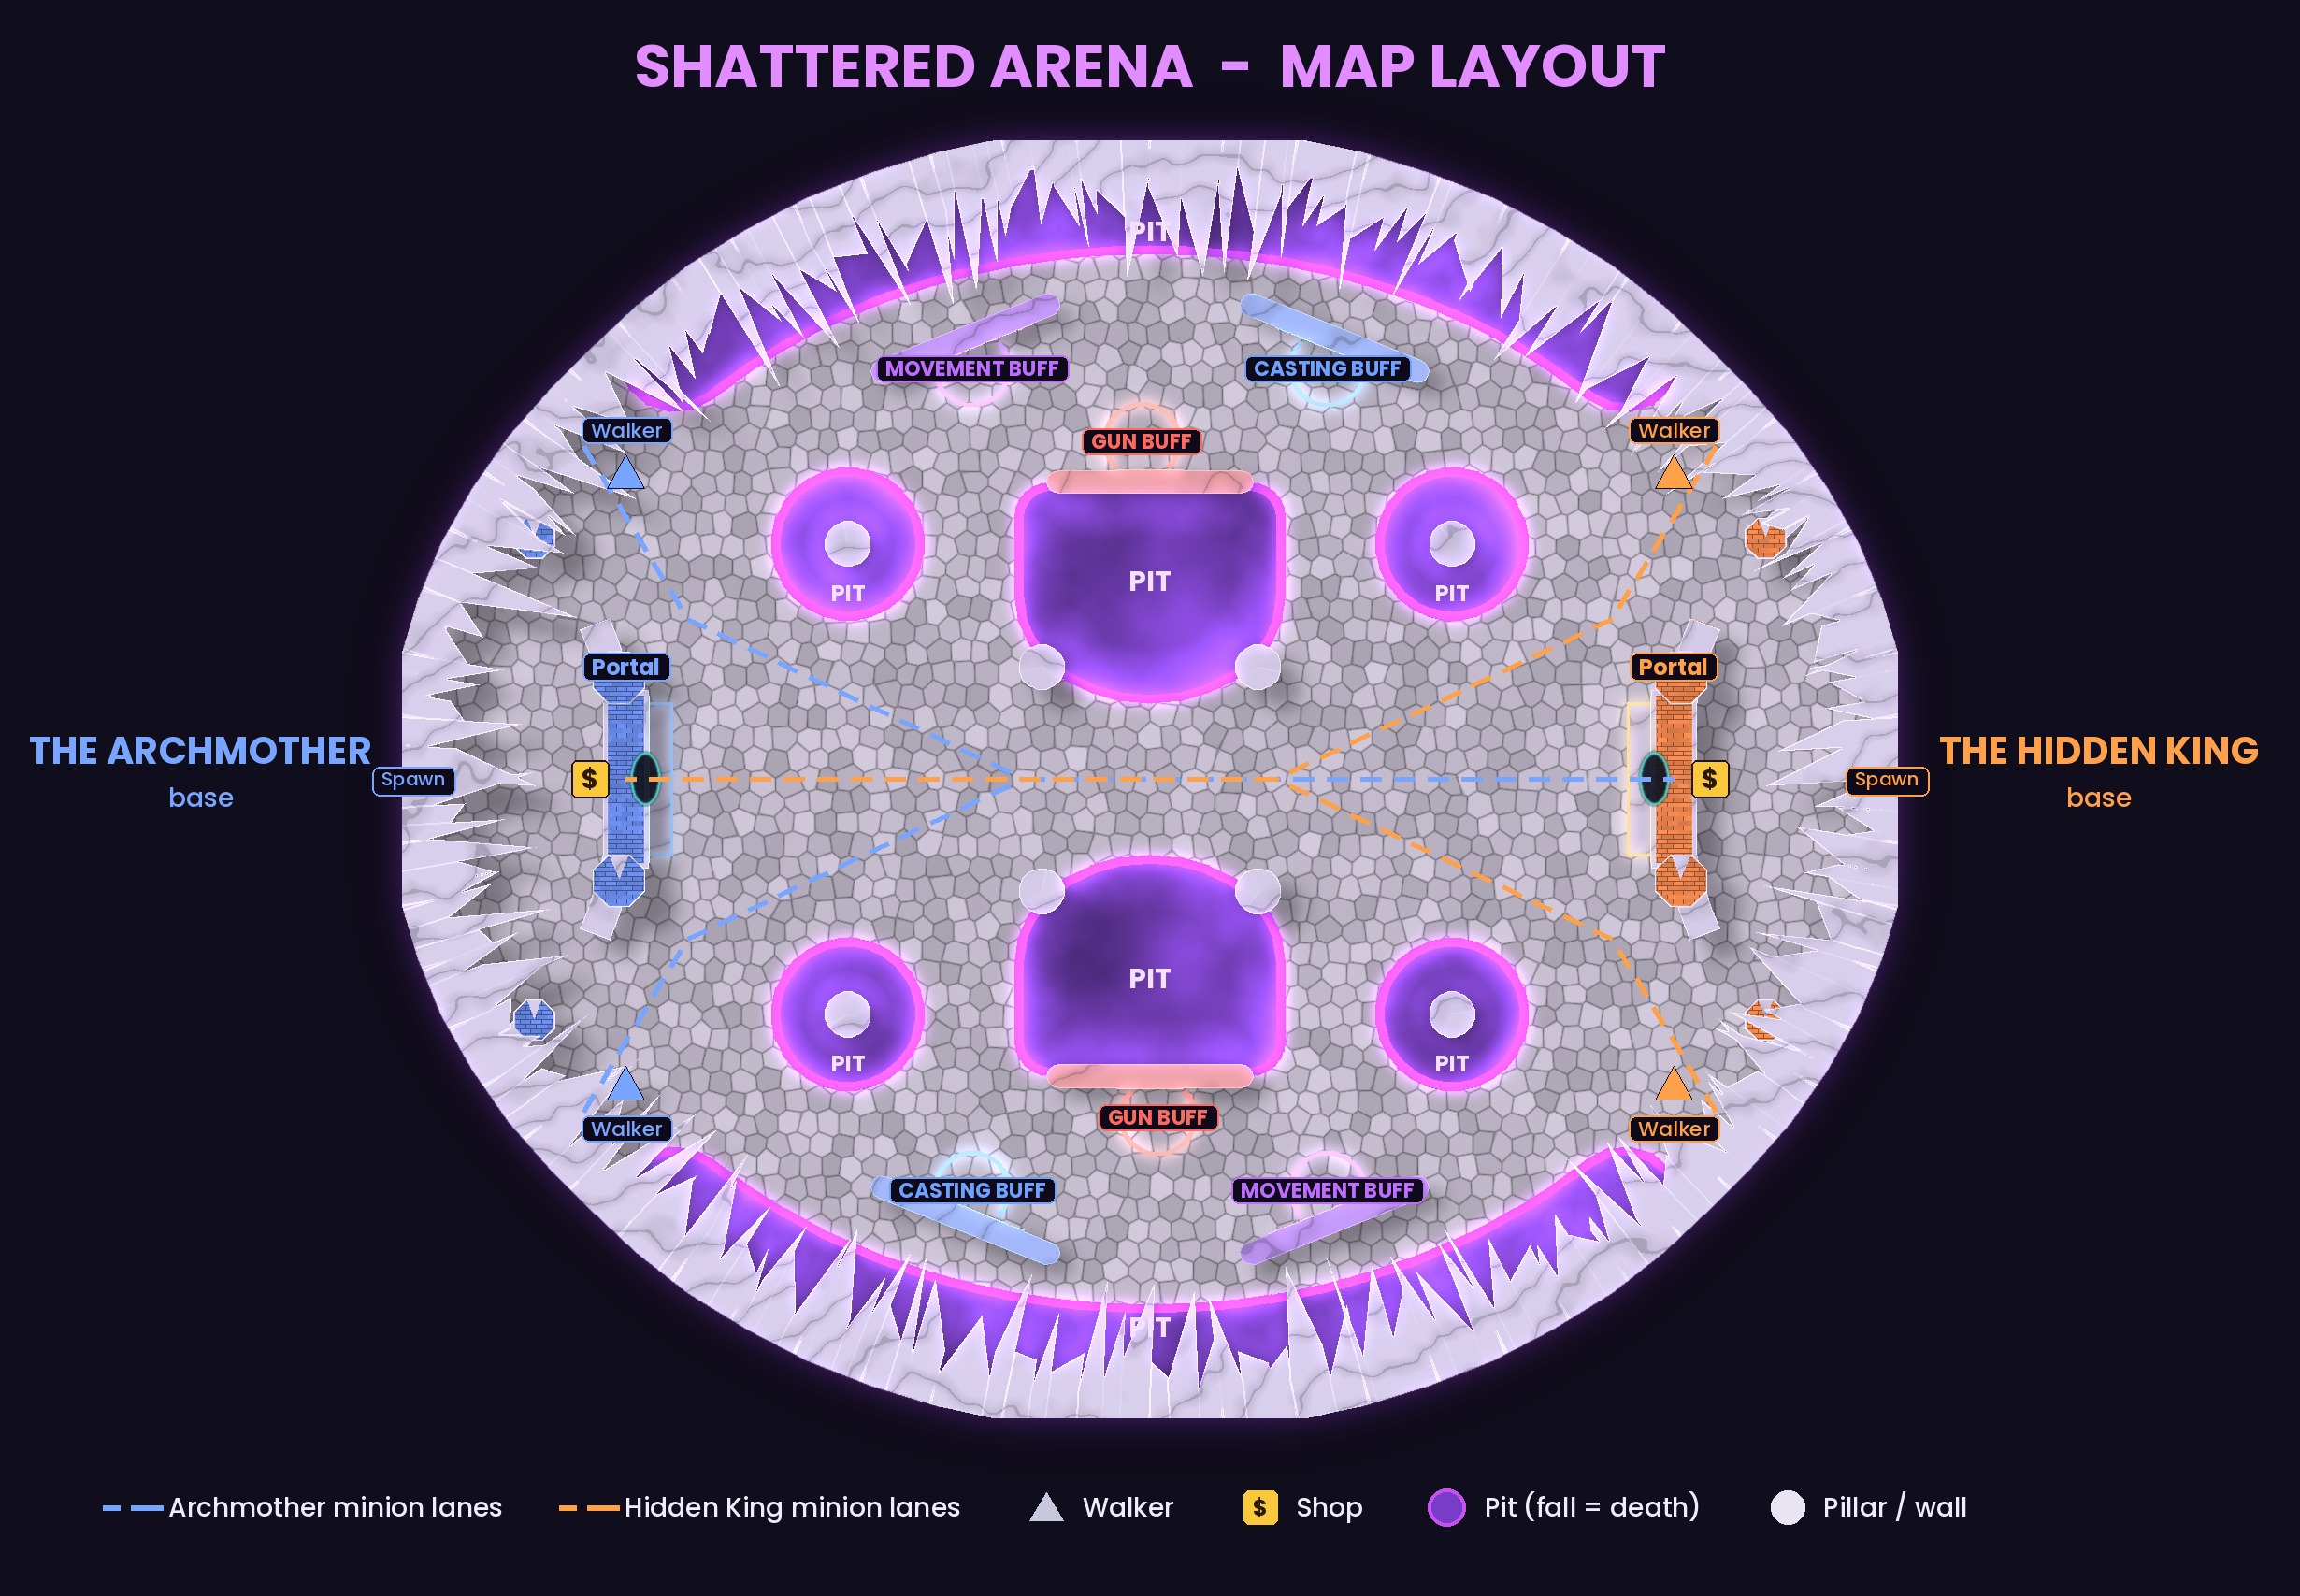 SHATTERED ARENA - MAP LAYOUT
PIT
MOVEMENT BUFF
CASTING BUFF
Walker
GUN BUFF
Walker
PIT
PIT
PIT
Portal
Portal
THE ARCHMOTHER
base
Spawn
$
$
Spawn
THE HIDDEN KING
base
PIT
PIT
PIT
GUN BUFF
Walker
Walker
CASTING BUFF
MOVEMENT BUFF
PIT
Archmother minion lanes
Hidden King minion lanes
Walker
$ Shop
Pit (fall = death)
Pillar / wall